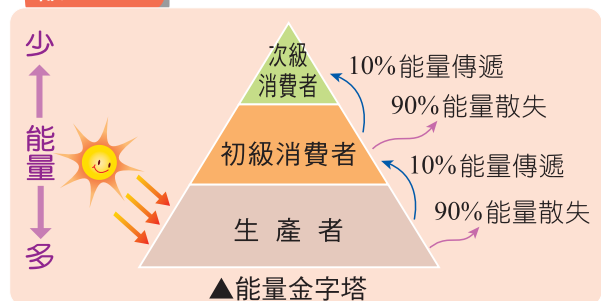 少
能量
多
次級
消費者
初級消費者
生產者
10%能量傳遞
90%能量散失
10%能量傳遞
90%能量散失
▲能量金字塔